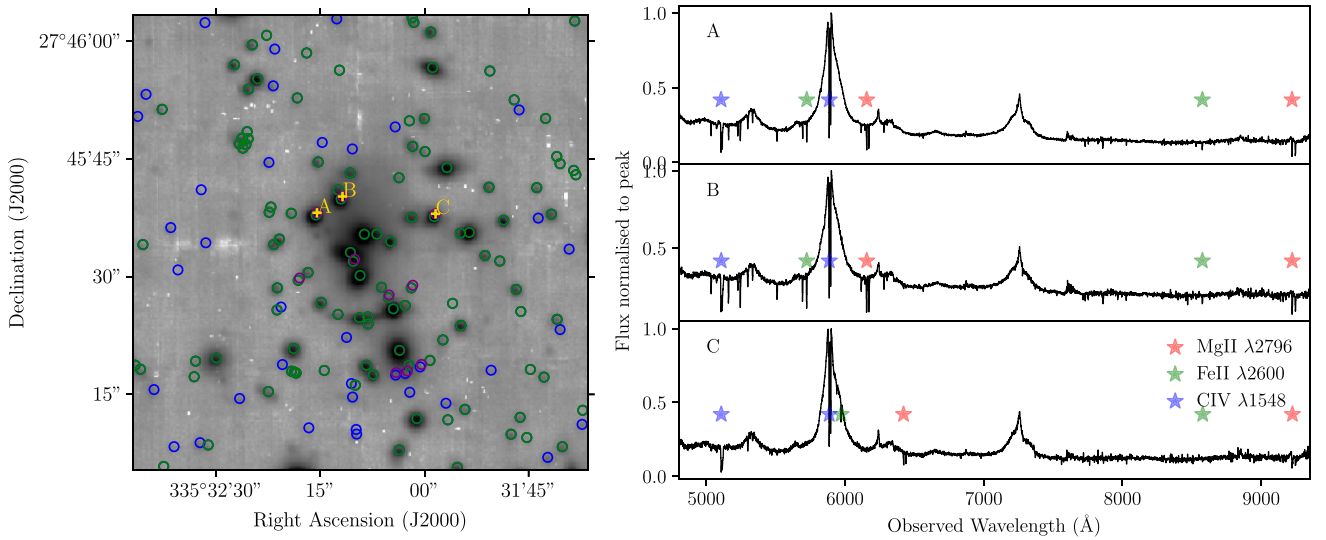 27°46'00"
45'45"
30"
15"
335°32'30"
15"
00"
31'45"
Declination (J2000)
Right Ascension (J2000)
A
B
C
1.0
0.5
0.0
A
1.0
0.5
B
1.0
0.5
0.0
C
MgII λ2796
FeII λ2600
CIV λ1548
5000
6000
7000
8000
9000
Flux normalised to peak
Observed Wavelength (Å)